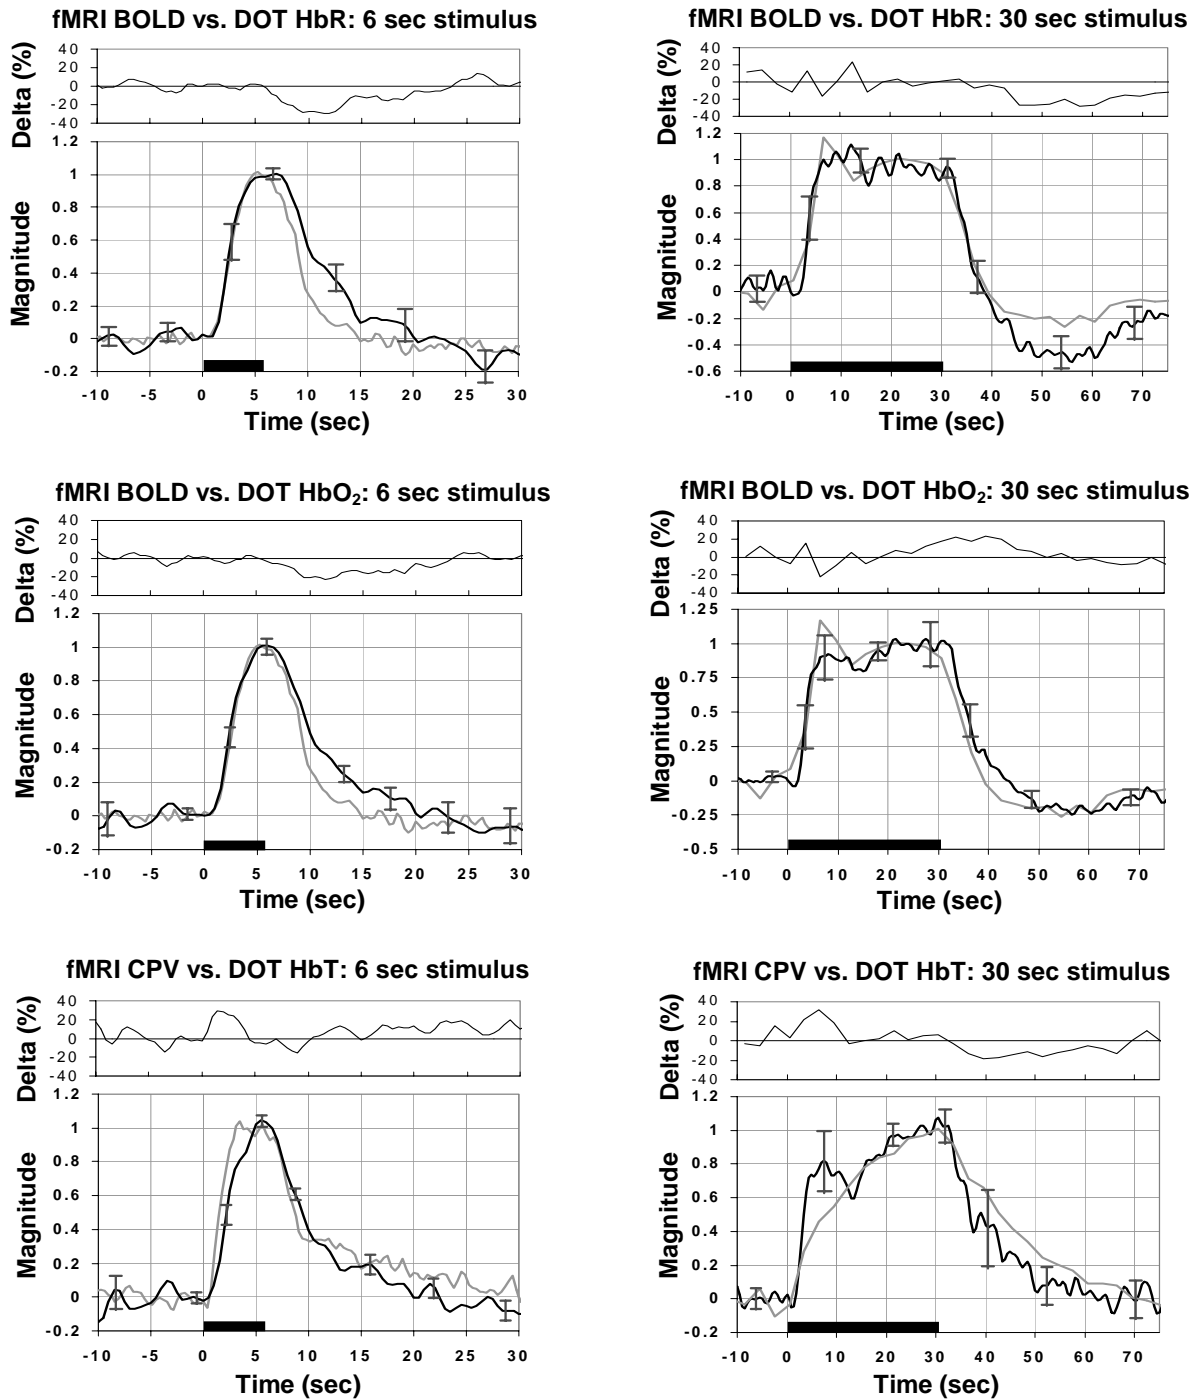 fMRI BOLD vs. DOT HbR: 6 sec stimulus
Delta (%)
40
20
0
-20
-40
Magnitude
1.2
1
0.8
0.6
0.4
0.2
0
-0.2
-10 -5 0 5 10 15 20 25 30
Time (sec)
fMRI BOLD vs. DOT HbR: 30 sec stimulus
Delta (%)
40
20
0
-20
-40
Magnitude
1.2
1
0.8
0.6
0.4
0.2
0
-0.2
-0.4
-0.6
-10 0 10 20 30 40 50 60 70
Time (sec)
fMRI BOLD vs. DOT HbO₂: 6 sec stimulus
Delta (%)
40
20
0
-20
-40
Magnitude
1.2
1
0.8
0.6
0.4
0.2
0
-0.2
-10 -5 0 5 10 15 20 25 30
Time (sec)
fMRI BOLD vs. DOT HbO₂: 30 sec stimulus
Delta (%)
40
20
0
-20
-40
Magnitude
1.25
1
0.75
0.5
0.25
0
-0.25
-0.5
-10 0 10 20 30 40 50 60 70
Time (sec)
fMRI CPV vs. DOT HbT: 6 sec stimulus
Delta (%)
40
20
0
-20
-40
Magnitude
1.2
1
0.8
0.6
0.4
0.2
0
-0.2
-10 -5 0 5 10 15 20 25 30
Time (sec)
fMRI CPV vs. DOT HbT: 30 sec stimulus
Delta (%)
40
20
0
-20
-40
Magnitude
1.2
1
0.8
0.6
0.4
0.2
0
-0.2
-10 0 10 20 30 40 50 60 70
Time (sec)